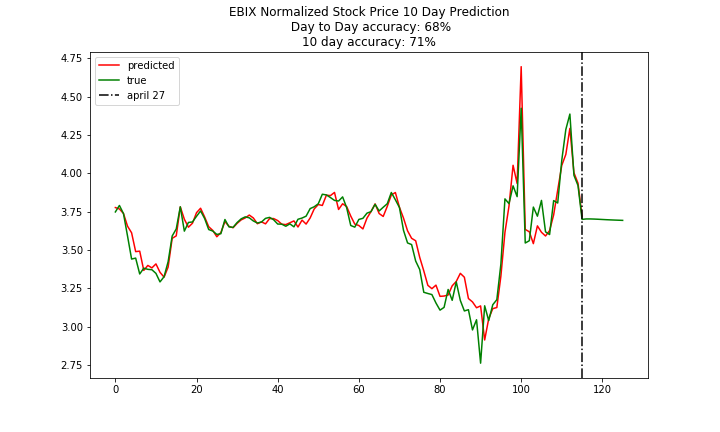 EBIX Normalized Stock Price 10 Day Prediction
Day to Day accuracy: 68%
10 day accuracy: 71%
predicted
true
april 27
4.75
4.50
4.25
4.00
3.75
3.50
3.25
3.00
2.75
0 20 40 60 80 100 120